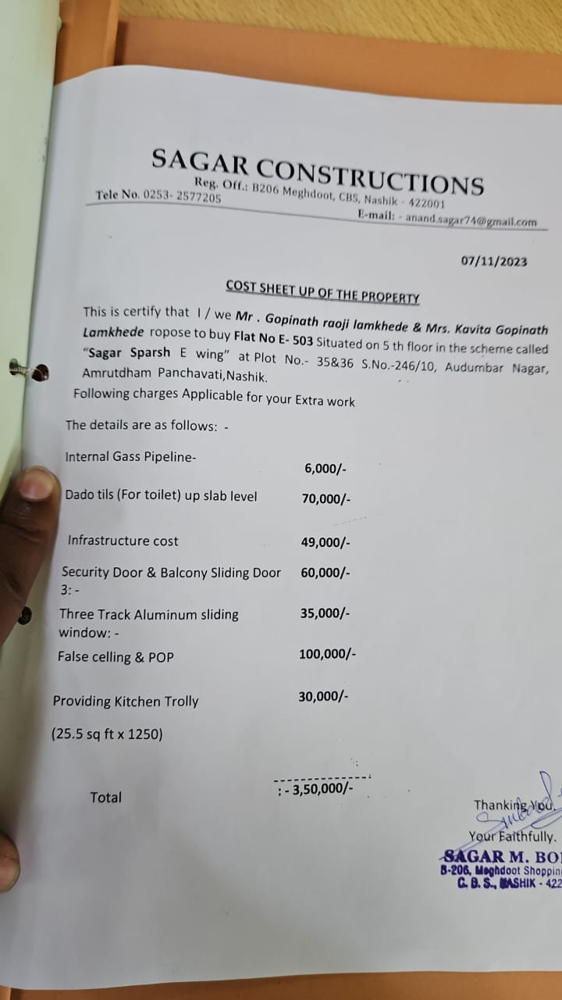 SAGAR CONSTRUCTIONS
Reg. Off.: B206 Meghdoot, CBS, Nashik - 422001
Tele No. 0253- 2577205
E-mail: - anand.sagar74@gmail.com
07/11/2023
COST SHEET UP OF THE PROPERTY
This is certify that I / we Mr . Gopinath raoji lamkhede & Mrs. Kavita Gopinath
Lamkhede ropose to buy Flat No E- 503 Situated on 5 th floor in the scheme called
“Sagar Sparsh E wing” at Plot No.- 35&36 S.No.-246/10, Audumbar Nagar,
Amrutdham Panchavati,Nashik.
Following charges Applicable for your Extra work
The details are as follows: -
Internal Gass Pipeline-
6,000/-
Dado tils (For toilet) up slab level 70,000/-
Infrastructure cost 49,000/-
Security Door & Balcony Sliding Door 60,000/-
3: -
Three Track Aluminum sliding 35,000/-
window: -
False celling & POP 100,000/-
Providing Kitchen Trolly 30,000/-
(25.5 sq ft x 1250)
Total :- 3,50,000/-
Thanking You.
Your Faithfully.
SAGAR M.
B-206, Meghdoot
C. B. S., NASHIK - 422